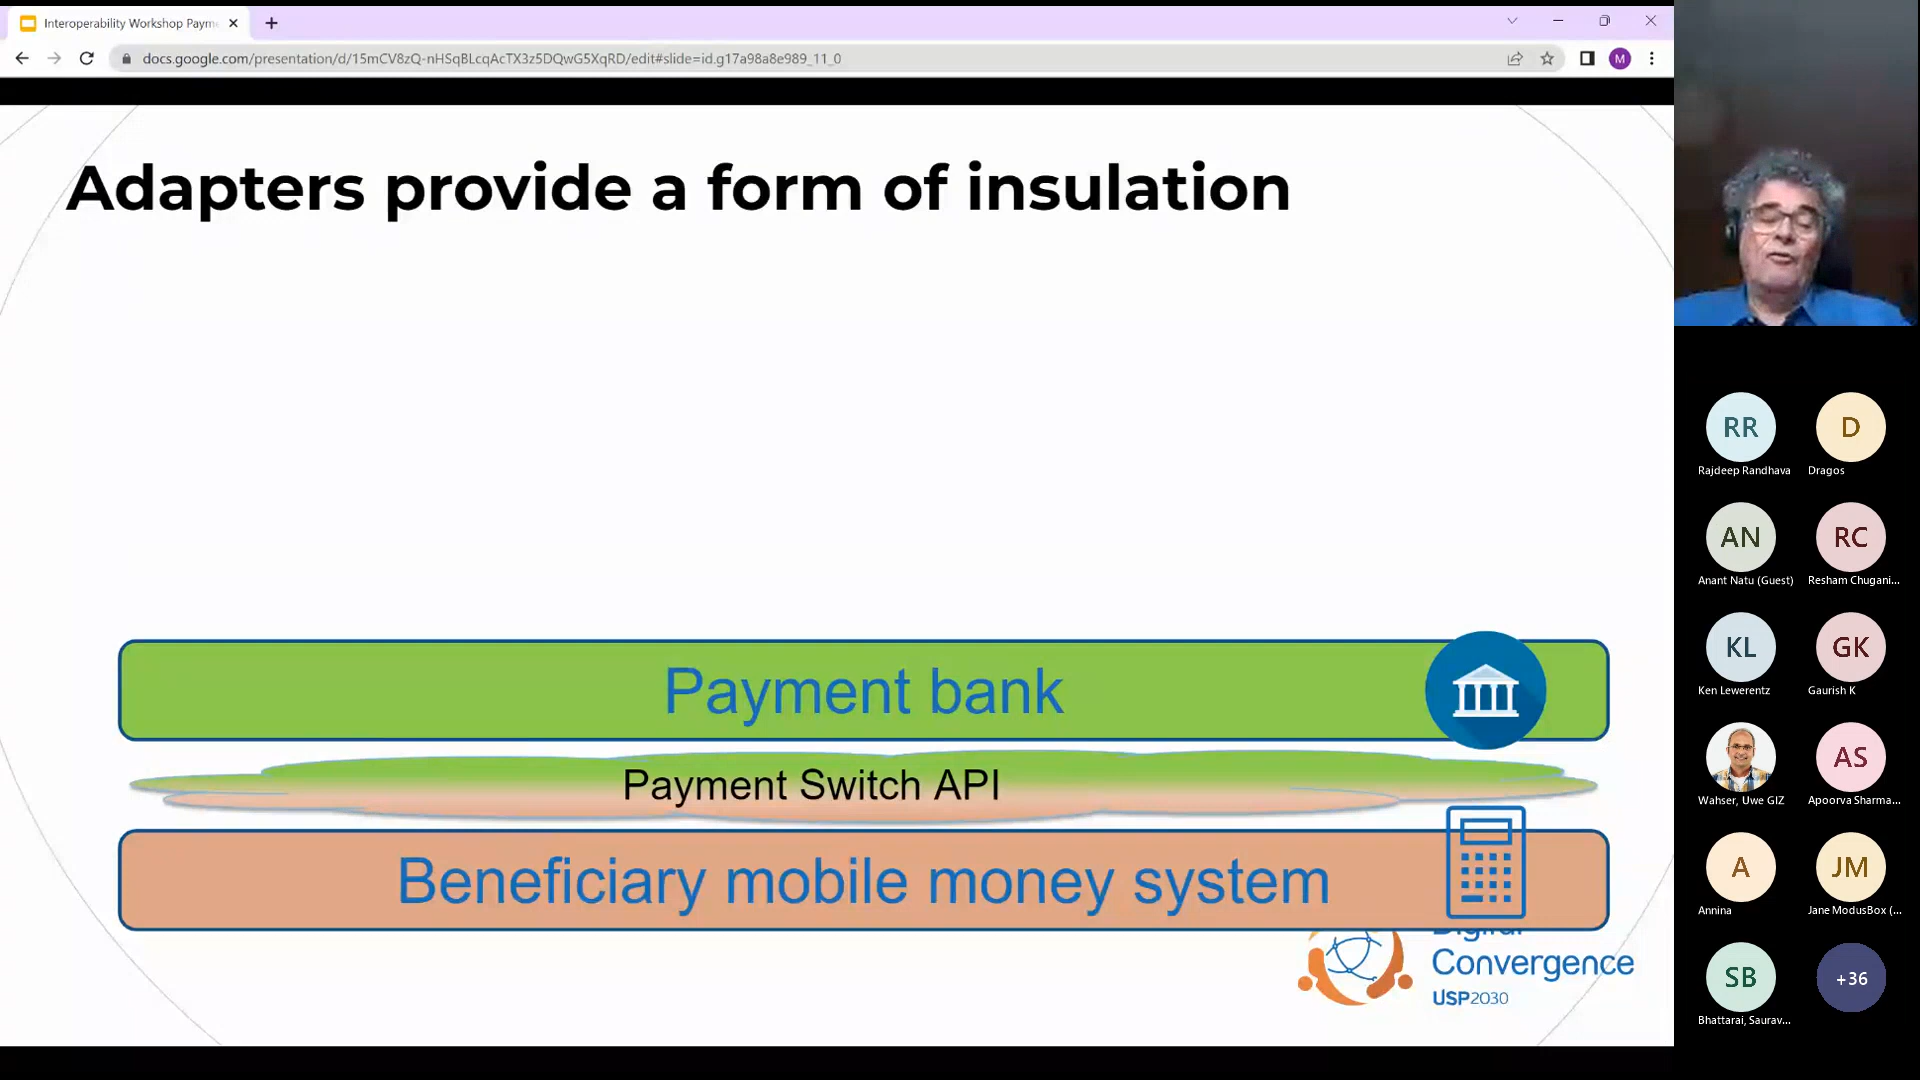 Interoperability Workshop Paym
docs.google.com/presentation/d/15mCV8zQ-nHSqBLcqAcTX3z5DQwG5XqRD/edit#slide=id.g17a98a8e989_11_0
M
Adapters provide a form of insulation
Payment bank
Payment Switch API
Beneficiary mobile money system
Digital
Convergence
USP2030
RR
D
Rajdeep Randhava
Dragos
AN
RC
Anant Natu (Guest)
Resham Chugani...
KL
GK
Ken Lewerentz
Gaurish K
AS
Wahser, Uwe GIZ
Apoorva Sharma...
A
JM
Annina
Jane ModusBox (...
SB
+36
Bhattarai, Saurav...